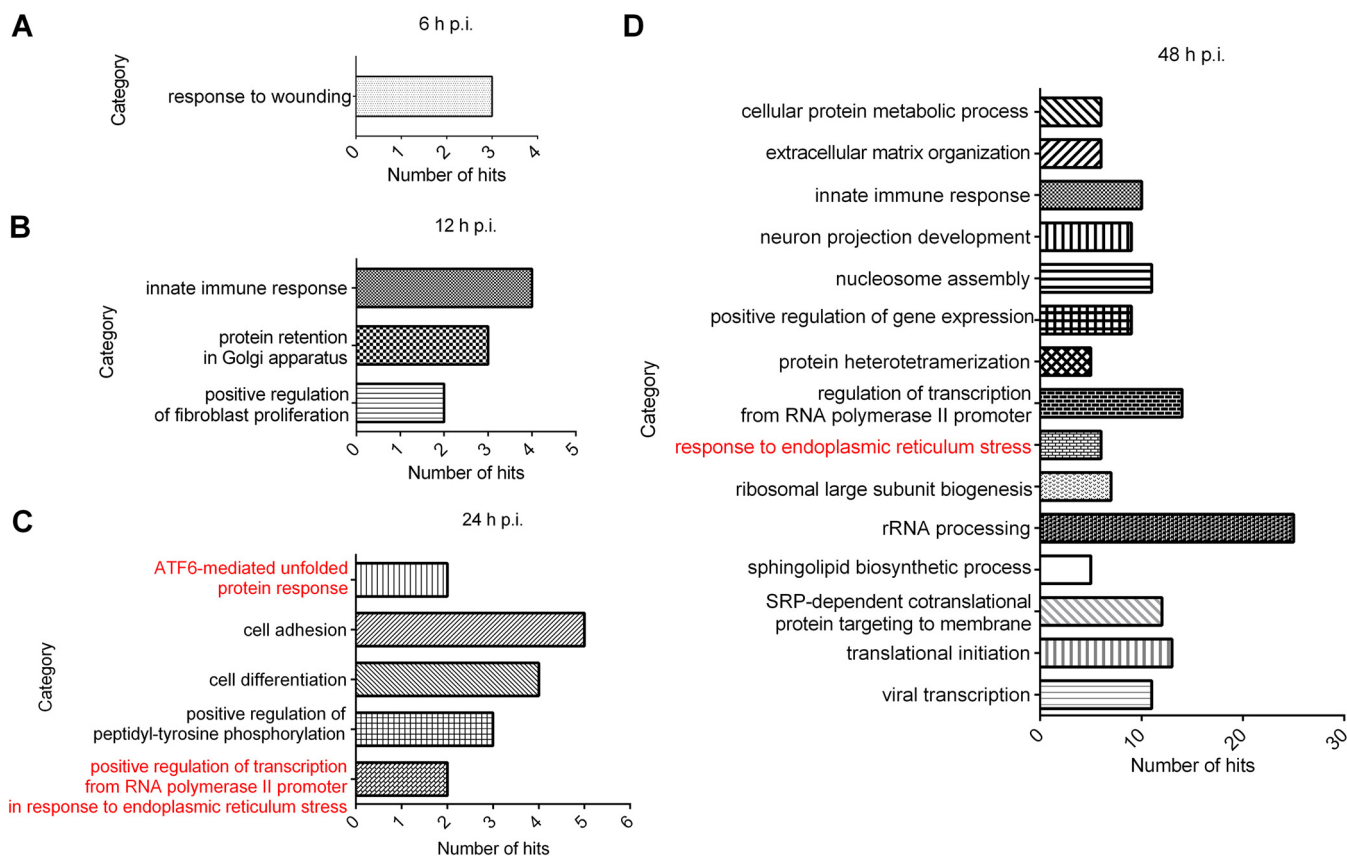 A
6 h p.i.
Category
response to wounding
0 1 2 3 4
Number of hits
B
12 h p.i.
Category
innate immune response
protein retention
in Golgi apparatus
positive regulation
of fibroblast proliferation
0 1 2 3 4 5
Number of hits
C
24 h p.i.
Category
ATF6-mediated unfolded
protein response
cell adhesion
cell differentiation
positive regulation of
peptidyl-tyrosine phosphorylation
positive regulation of transcription
from RNA polymerase II promoter
in response to endoplasmic reticulum stress
0 1 2 3 4 5 6
Number of hits
D
48 h p.i.
Category
cellular protein metabolic process
extracellular matrix organization
innate immune response
neuron projection development
nucleosome assembly
positive regulation of gene expression
protein heterotetramerization
regulation of transcription
from RNA polymerase II promoter
response to endoplasmic reticulum stress
ribosomal large subunit biogenesis
rRNA processing
sphingolipid biosynthetic process
SRP-dependent cotranslational
protein targeting to membrane
translational initiation
viral transcription
0 10 20 30
Number of hits